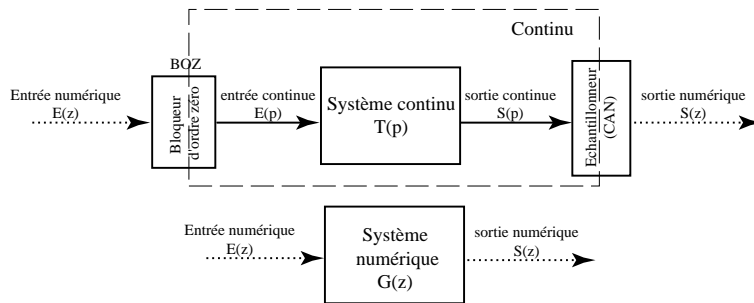 Continu
BOZ
Entrée numérique
E(z)
Bloqueur
d'ordre zéro
entrée continue
E(p)
Système continu
T(p)
sortie continue
S(p)
Echantillonneur
(CAN)
sortie numérique
S(z)
Entrée numérique
E(z)
Système
numérique
G(z)
sortie numérique
S(z)